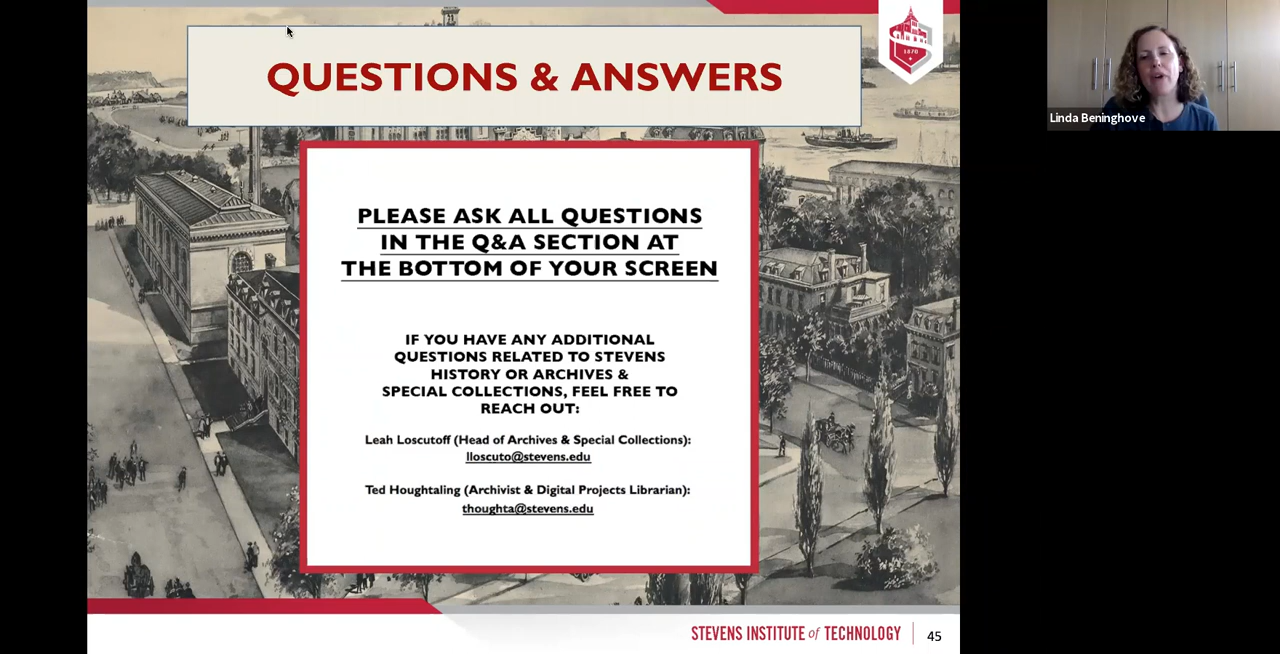 QUESTIONS & ANSWERS
1870
Linda Beninghove
PLEASE ASK ALL QUESTIONS
IN THE Q&A SECTION AT
THE BOTTOM OF YOUR SCREEN
IF YOU HAVE ANY ADDITIONAL
QUESTIONS RELATED TO STEVENS
HISTORY OR ARCHIVES &
SPECIAL COLLECTIONS, FEEL FREE TO
REACH OUT:
Leah Loscutoff (Head of Archives & Special Collections):
lloscuto@stevens.edu
Ted Houghtaling (Archivist & Digital Projects Librarian):
thoughta@stevens.edu
STEVENS INSTITUTE of TECHNOLOGY
45